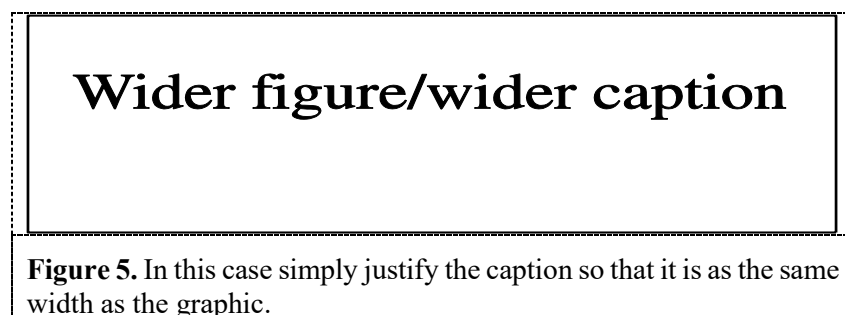 Wider figure/wider caption
Figure 5. In this case simply justify the caption so that it is as the same
width as the graphic.